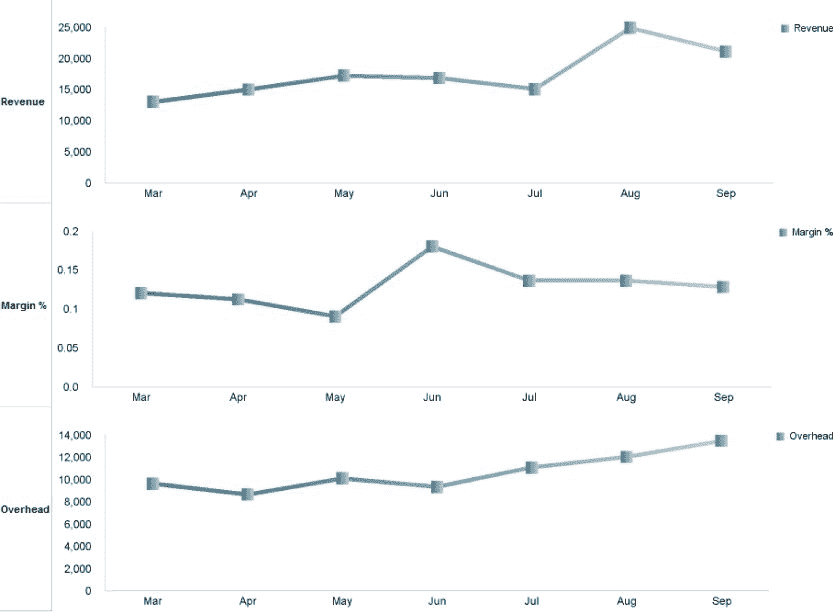 Revenue
25,000
20,000
15,000
10,000
5,000
0
Mar Apr May Jun Jul Aug Sep
Revenue
Margin %
0.2
0.15
0.1
0.05
0.0
Mar Apr May Jun Jul Aug Sep
Margin %
Overhead
14,000
12,000
10,000
8,000
6,000
4,000
2,000
0
Mar Apr May Jun Jul Aug Sep
Overhead